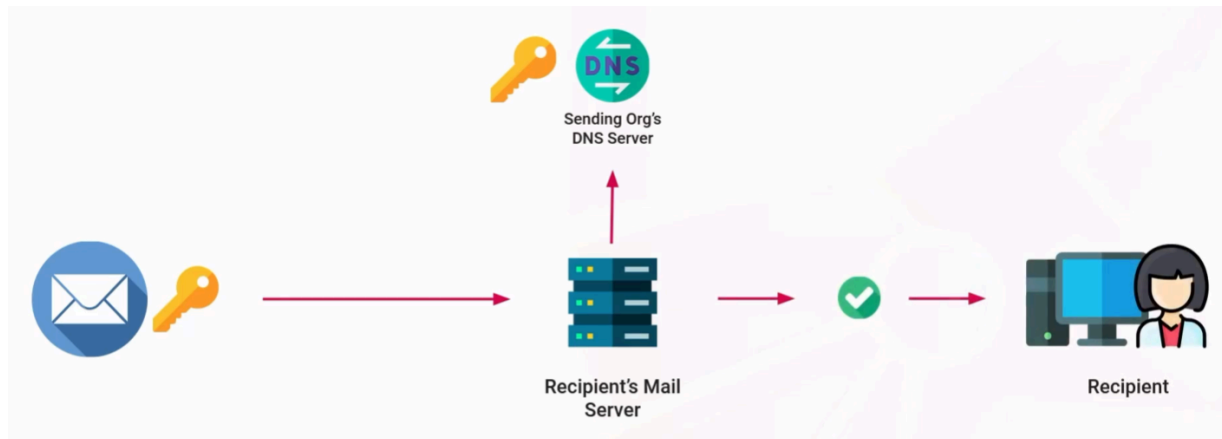 DNS
Sending Org's
DNS Server
Recipient's Mail
Server
Recipient